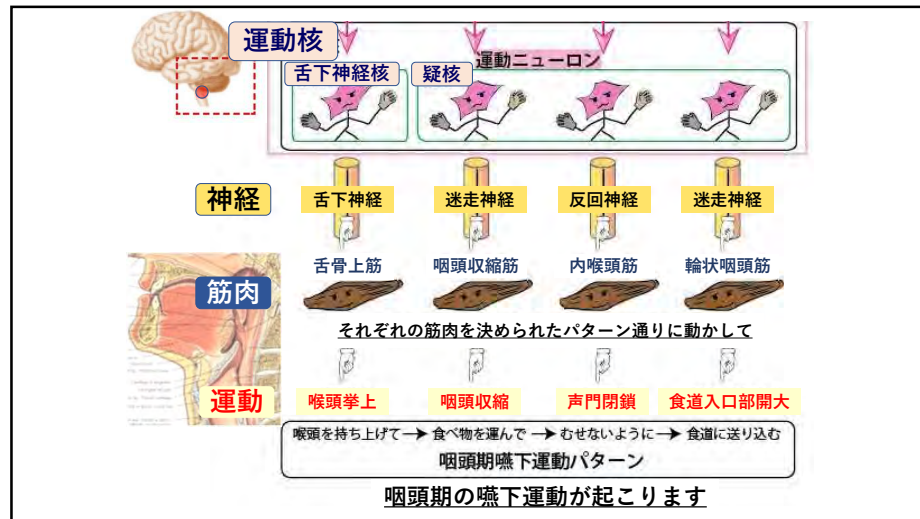 運動核
運動ニューロン
舌下神経核
疑核
神経
舌下神経
迷走神経
反回神経
迷走神経
筋肉
舌骨上筋
咽頭収縮筋
内喉頭筋
輪状咽頭筋
それぞれの筋肉を決められたパターン通りに動かして
運動
喉頭挙上
咽頭収縮
声門閉鎖
食道入口部開大
喉頭を持ち上げて→食べ物を運んで→むせないように→食道に送り込む
咽頭期嚥下運動パターン
咽頭期の嚥下運動が起こります